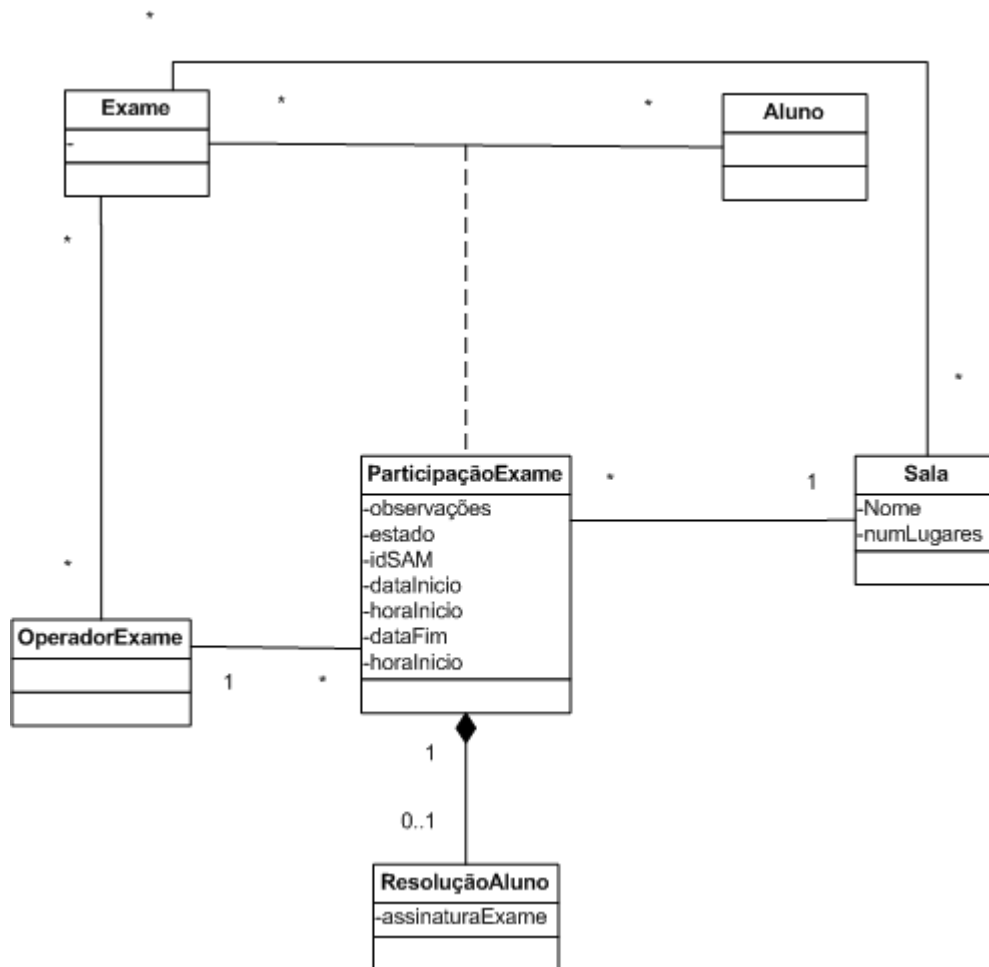 *
Exame
-
*
*
Aluno
*
*
*
OperadorExame
1
*
ParticipaçãoExame
-observações
-estado
-idSAM
-dataInicio
-horaInicio
-dataFim
-horaInicio
*
1
Sala
-Nome
-numLugares
1
0..1
ResoluçãoAluno
-assinaturaExame